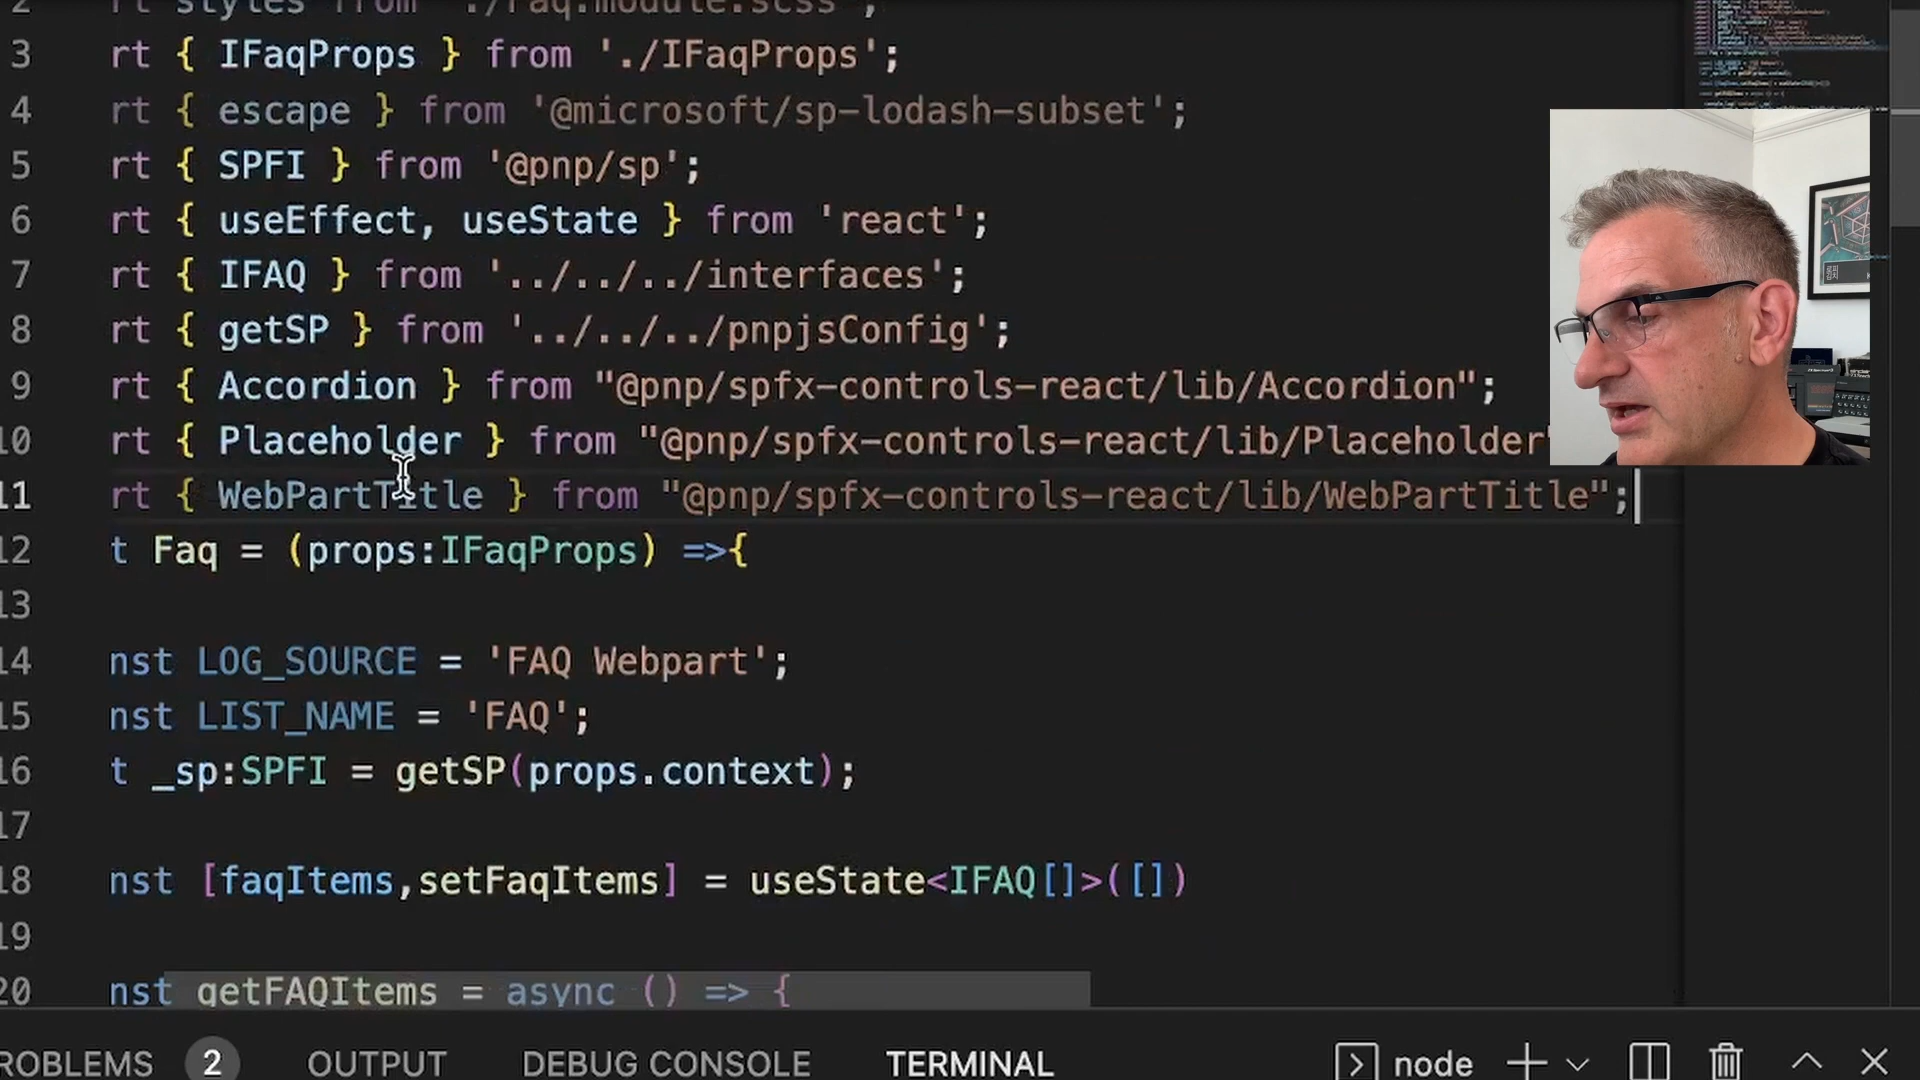 2 rt styles from './Faq.module.scss';
3 rt { IFaqProps } from './IFaqProps';
4 rt { escape } from '@microsoft/sp-lodash-subset';
5 rt { SPFI } from '@pnp/sp';
6 rt { useEffect, useState } from 'react';
7 rt { IFAQ } from '../../../interfaces';
8 rt { getSP } from '../../../pnpjsConfig';
9 rt { Accordion } from "@pnp/spfx-controls-react/lib/Accordion";
10 rt { Placeholder } from "@pnp/spfx-controls-react/lib/Placeholder"
11 rt { WebPartTitle } from "@pnp/spfx-controls-react/lib/WebPartTitle";
12 t Faq = (props:IFaqProps) =>{
13
14 nst LOG_SOURCE = 'FAQ Webpart';
15 nst LIST_NAME = 'FAQ';
16 t _sp:SPFI = getSP(props.context);
17
18 nst [faqItems,setFaqItems] = useState<IFAQ[]>([])
19
20 nst getFAQItems = async () => {
ROBLEMS 2 OUTPUT DEBUG CONSOLE TERMINAL node